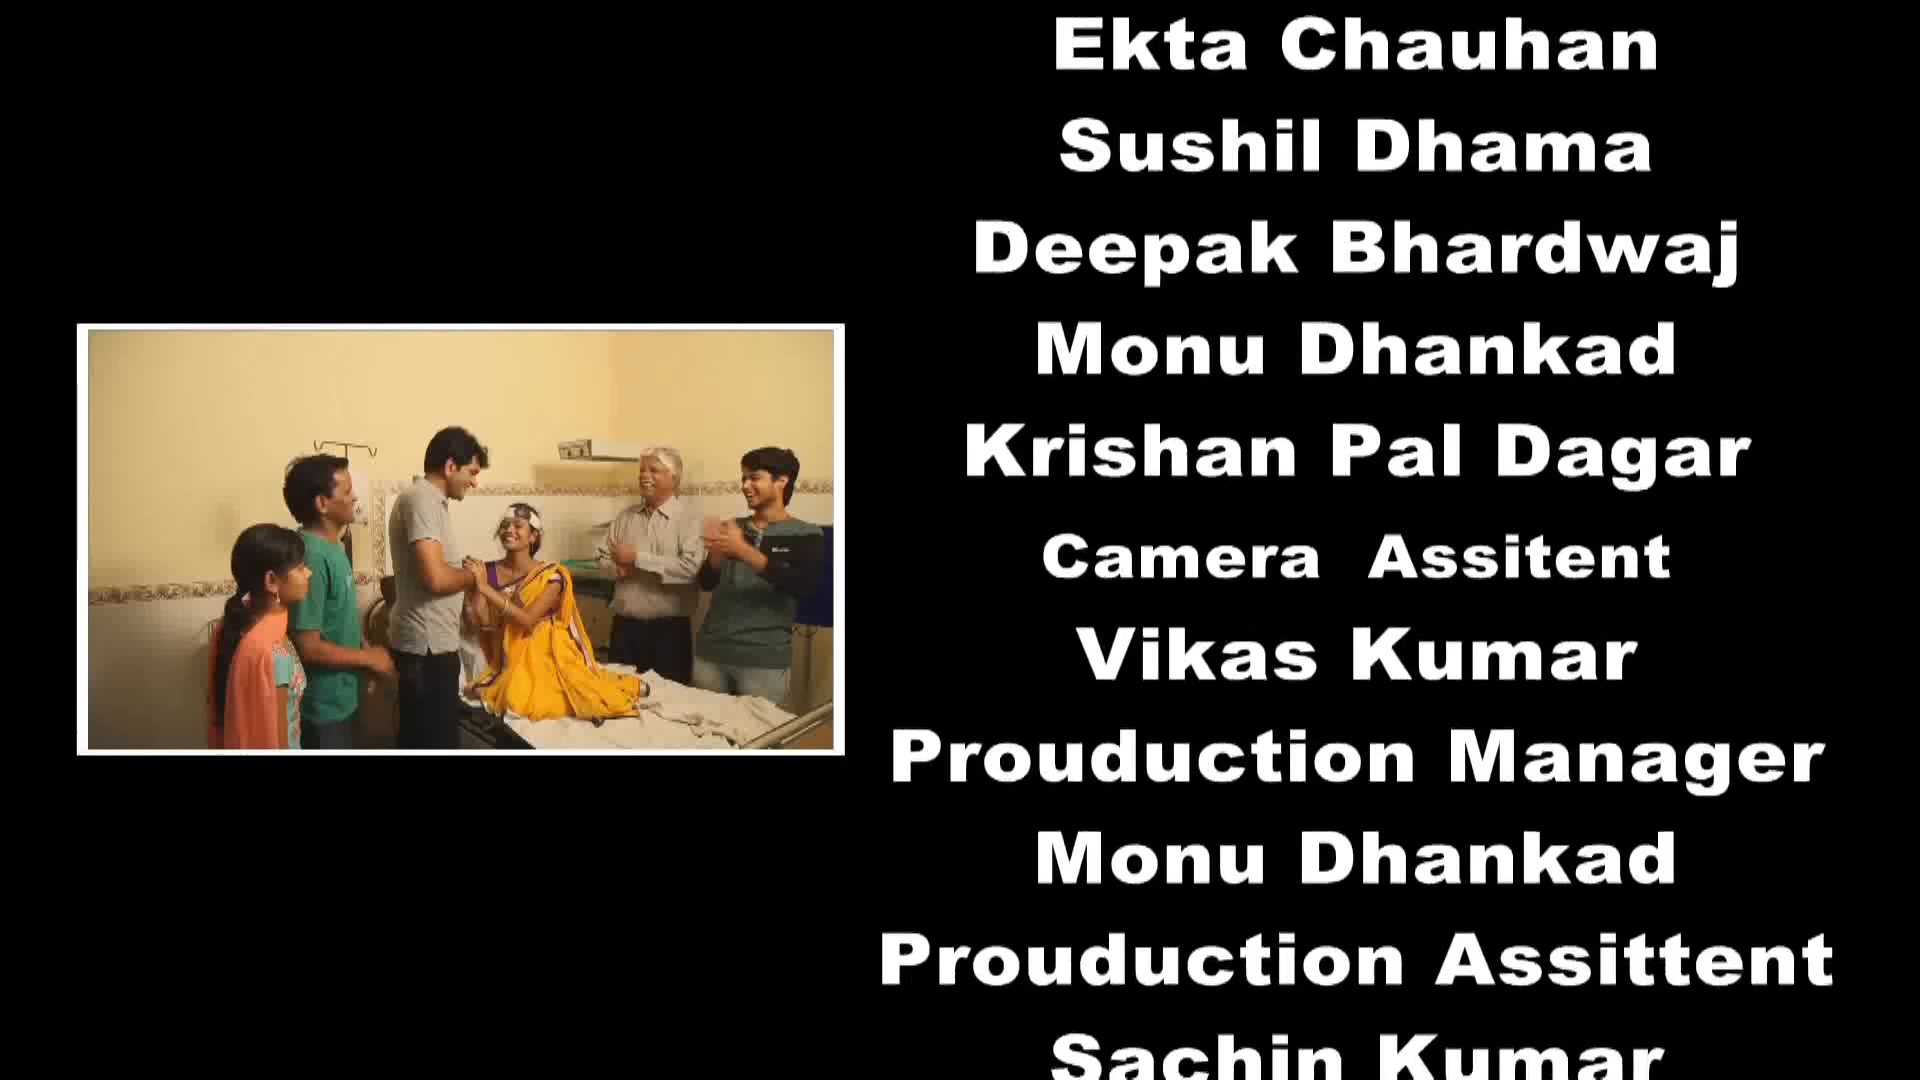 Ekta Chauhan
Sushil Dhama
Deepak Bhardwaj
Monu Dhankad
Krishan Pal Dagar
Camera Assitent
Vikas Kumar
Prouduction Manager
Monu Dhankad
Prouduction Assittent
Sachin Kumar